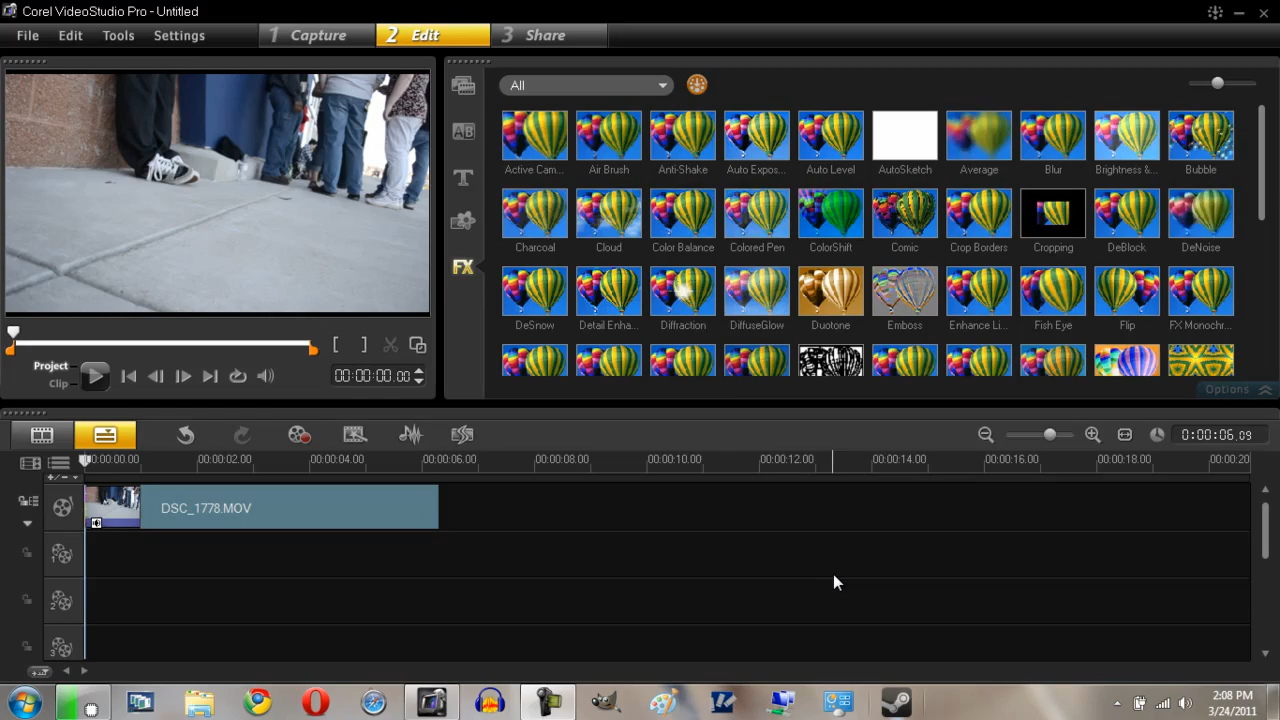 Corel VideoStudio Pro - Untitled
File Edit Tools Settings 1 Capture 2 Edit 3 Share
All
Active Cam... Air Brush Anti-Shake Auto Expos... Auto Level AutoSketch Average Blur Brightness &... Bubble
Charcoal Cloud Color Balance Colored Pen ColorShift Comic Crop Borders Cropping DeBlock DeNoise
DeSnow Detail Enha... Diffraction DiffuseGlow Duotone Emboss Enhance Li... Fish Eye Flip FX Monochr...
AB
T
FX
Project
Clip
[ ]
00:00:00.00
Options
0:00:06.09
00:00:00.00 00:00:02.00 00:00:04.00 00:00:06.00 00:00:08.00 00:00:10.00 00:00:12.00 00:00:14.00 00:00:16.00 00:00:18.00 00:00:20
DSC_1778.MOV
1
2
3
2:08 PM
3/24/2011